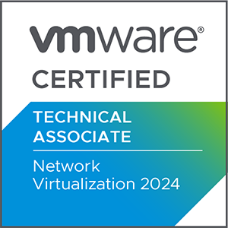 vmware®
CERTIFIED
TECHNICAL
ASSOCIATE
Network
Virtualization 2024